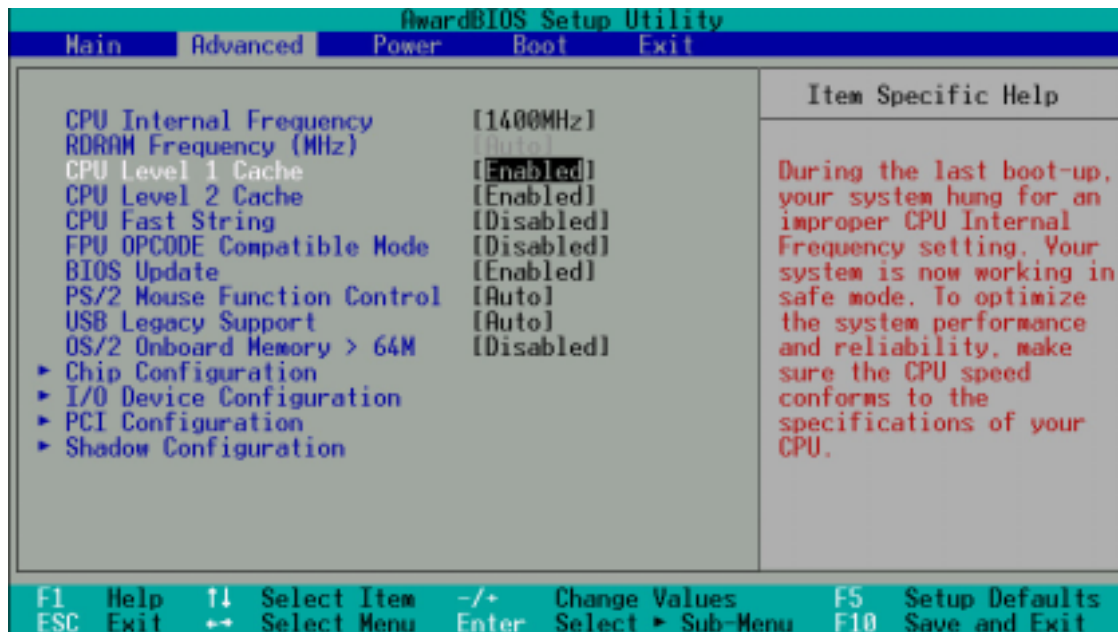 AwardBIOS Setup Utility
Main Advanced Power Boot Exit
CPU Internal Frequency [1400MHz]
RDRAM Frequency (MHz) [Auto]
CPU Level 1 Cache [Enabled]
CPU Level 2 Cache [Enabled]
CPU Fast String [Disabled]
FPU OPCODE Compatible Mode [Disabled]
BIOS Update [Enabled]
PS/2 Mouse Function Control [Auto]
USB Legacy Support [Auto]
OS/2 Onboard Memory > 64M [Disabled]
► Chip Configuration
► I/O Device Configuration
► PCI Configuration
► Shadow Configuration
Item Specific Help
During the last boot-up,
your system hung for an
improper CPU Internal
Frequency setting. Your
system is now working in
safe mode. To optimize
the system performance
and reliability, make
sure the CPU speed
conforms to the
specifications of your
CPU.
F1 Help ↑↓ Select Item -/+ Change Values F5 Setup Defaults
ESC Exit ←→ Select Menu Enter Select ► Sub-Menu F10 Save and Exit